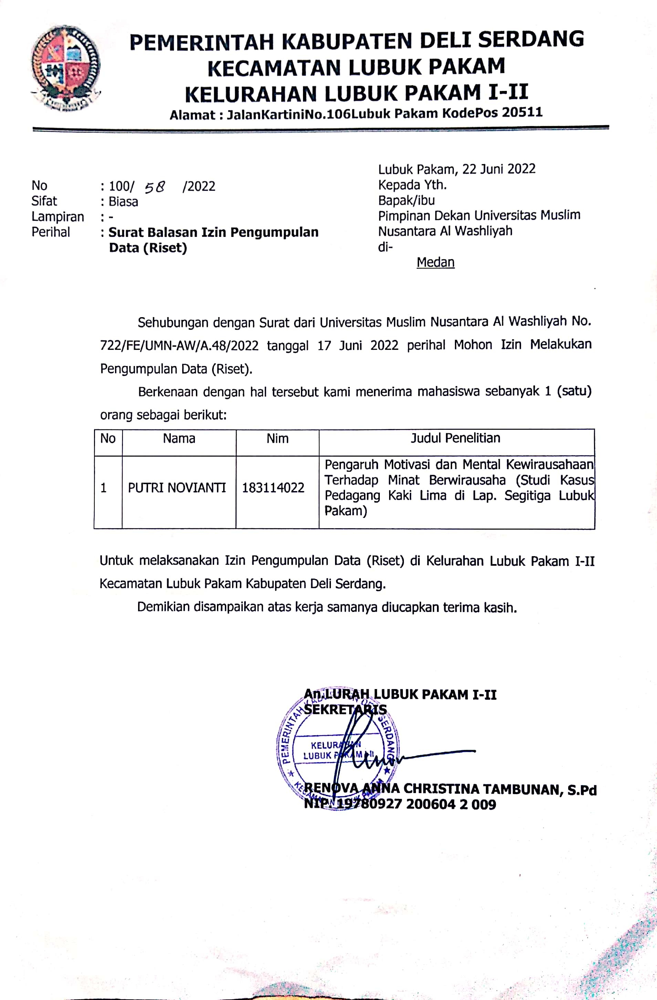 PEMERINTAH KABUPATEN DELI SERDANG
KECAMATAN LUBUK PAKAM
KELURAHAN LUBUK PAKAM I-II
Alamat : JalanKartiniNo.106Lubuk Pakam KodePos 20511
Lubuk Pakam, 22 Juni 2022
No : 100/ 58 /2022
Sifat : Biasa
Lampiran : -
Perihal : Surat Balasan Izin Pengumpulan
Data (Riset)
Kepada Yth.
Bapak/ibu
Pimpinan Dekan Universitas Muslim
Nusantara Al Washliyah
di-
Medan
Sehubungan dengan Surat dari Universitas Muslim Nusantara Al Washliyah No.
722/FE/UMN-AW/A.48/2022 tanggal 17 Juni 2022 perihal Mohon Izin Melakukan
Pengumpulan Data (Riset).
Berkenaan dengan hal tersebut kami menerima mahasiswa sebanyak 1 (satu)
orang sebagai berikut:
No Nama Nim Judul Penelitian
1 PUTRI NOVIANTI 183114022
Pengaruh Motivasi dan Mental Kewirausahaan
Terhadap Minat Berwirausaha (Studi Kasus
Pedagang Kaki Lima di Lap. Segitiga Lubuk
Pakam)
Untuk melaksanakan Izin Pengumpulan Data (Riset) di Kelurahan Lubuk Pakam I-II
Kecamatan Lubuk Pakam Kabupaten Deli Serdang.
Demikian disampaikan atas kerja samanya diucapkan terima kasih.
An.LURAH LUBUK PAKAM I-II
SEKRETARIS
PEMERINTAH KABUPATEN DELI SERDANG
KELURAHAN
LUBUK PAKAM I-II
KECAMATAN LUBUK PAKAM
RENOVA ANNA CHRISTINA TAMBUNAN, S.Pd
NIP. 19780927 200604 2 009